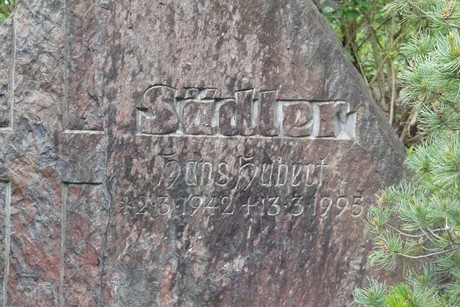 Sädler
Hans Hubert
* 2 3 1942 + 13 3 1995